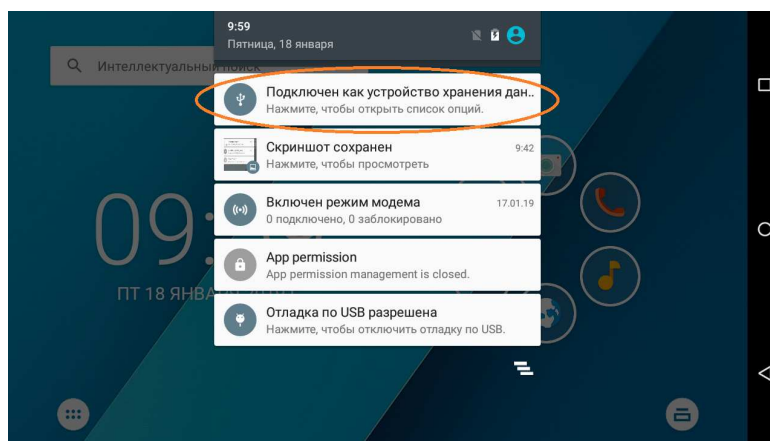 9:59
Пятница, 18 января
Интеллектуальный поиск
Подключен как устройство хранения дан..
Нажмите, чтобы открыть список опций.
Скриншот сохранен 9:42
Нажмите, чтобы просмотреть
Включен режим модема 17.01.19
0 подключено, 0 заблокировано
09:
App permission
App permission management is closed.
ПТ 18 ЯНВА
Отладка по USB разрешена
Нажмите, чтобы отключить отладку по USB.